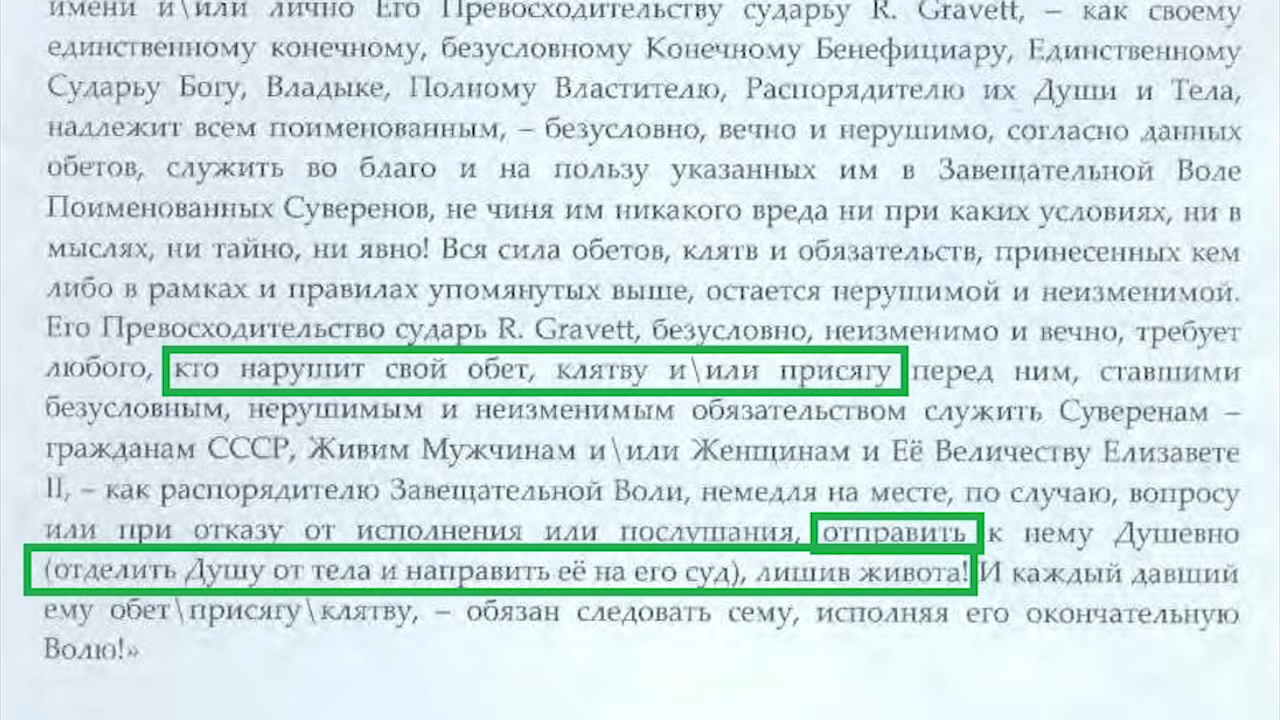 имени и\или лично Его Превосходительству сударьу R. Gravett, – как своему
единственному конечному, безусловному Конечному Бенефициару, Единственному
Сударьу Богу, Владыке, Полному Властителю, Распорядителю их Души и Тела,
надлежит всем поименованным, – безусловно, вечно и нерушимо, согласно данных
обетов, служить во благо и на пользу указанных им в Завещательной Воле
Поименованных Суверенов, не чиня им никакого вреда ни при каких условиях, ни в
мыслях, ни тайно, ни явно! Вся сила обетов, клятв и обязательств, принесенных кем
либо в рамках и правилах упомянутых выше, остается нерушимой и неизменимой.
Его Превосходительство сударь R. Gravett, безусловно, неизменимо и вечно, требует
любого, кто нарушит свой обет, клятву и\или присягу перед ним, ставшими
безусловным, нерушимым и неизменимым обязательством служить Суверенам –
гражданам СССР, Живим Мужчинам и\или Женщинам и Её Величеству Елизавете
II, – как распорядителю Завещательной Воли, немедля на месте, по случаю, вопросу
или при отказу от исполнения или послушания, отправить к нему Душевно
(отделить Душу от тела и направить её на его суд), лишив живота! И каждый давший
ему обет\присягу\клятву, – обязан следовать сему, исполняя его окончательную
Волю!»